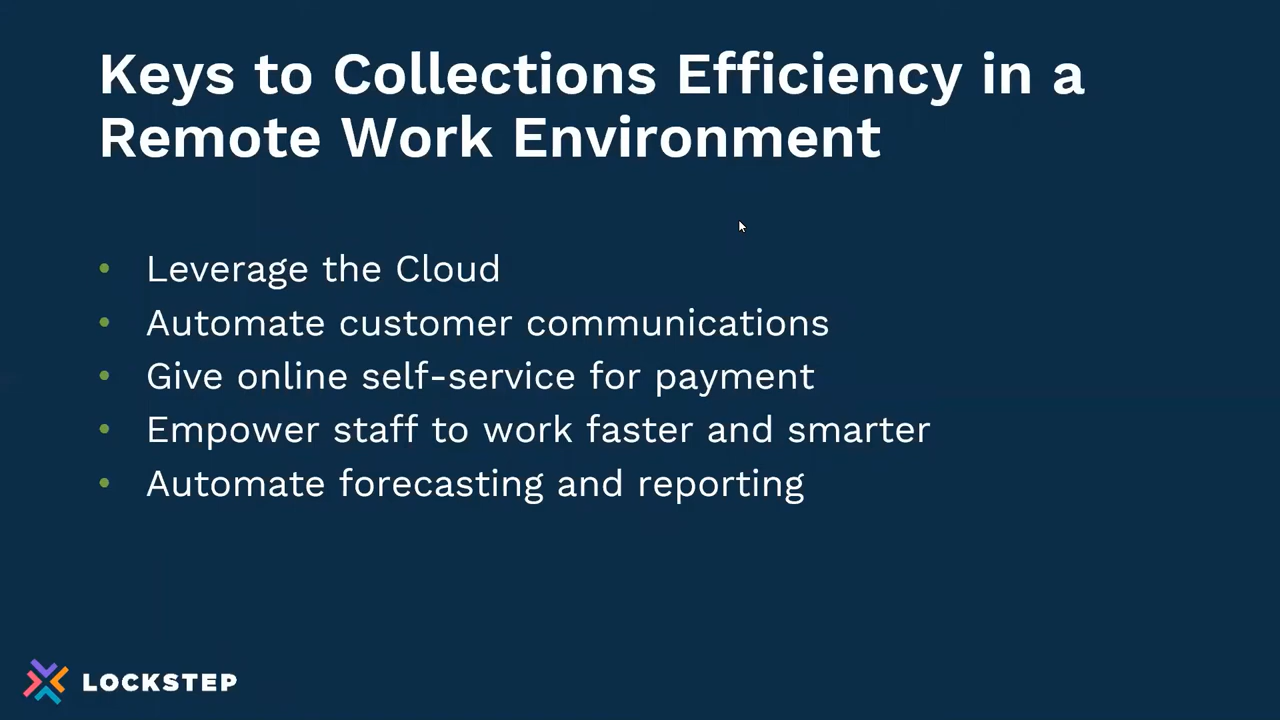 Keys to Collections Efficiency in a
Remote Work Environment
• Leverage the Cloud
• Automate customer communications
• Give online self-service for payment
• Empower staff to work faster and smarter
• Automate forecasting and reporting
LOCKSTEP